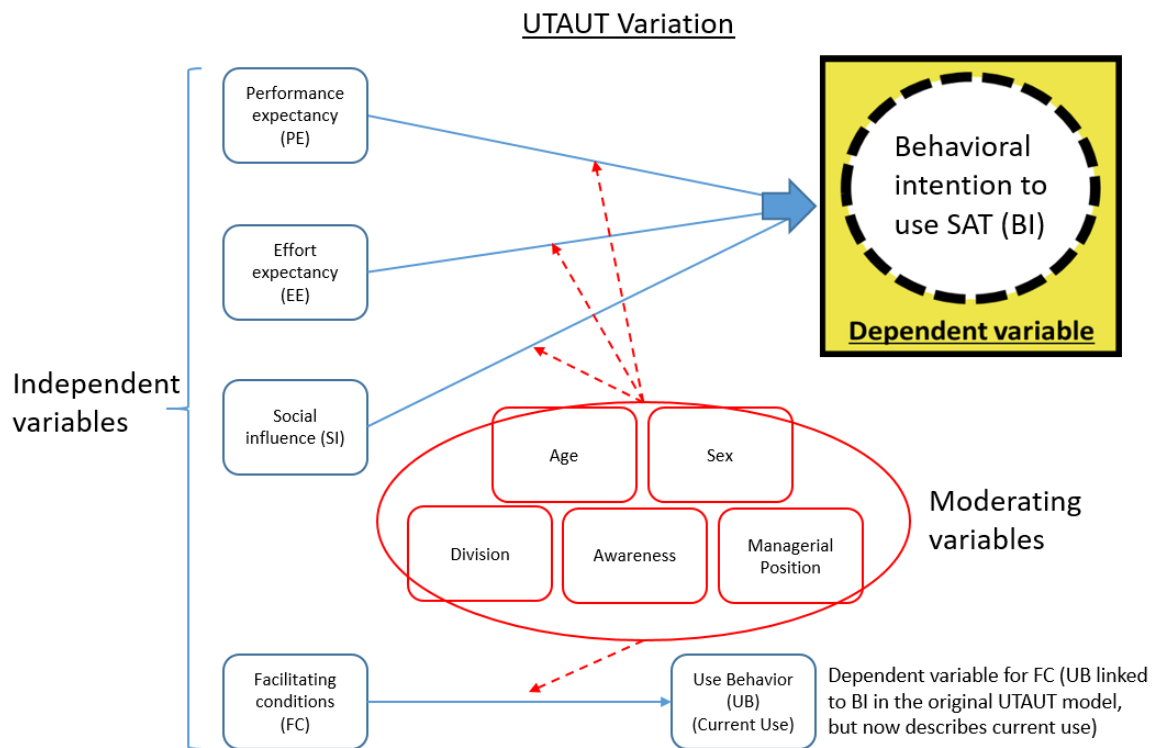 UTAUT Variation
Performance
expectancy
(PE)
Behavioral
intention to
use SAT (BI)
Effort
expectancy
(EE)
Dependent variable
Independent
variables
Social
influence (SI)
Age
Sex
Moderating
variables
Division
Awareness
Managerial
Position
Facilitating
conditions
(FC)
Use Behavior
(UB)
(Current Use)
Dependent variable for FC (UB linked
to BI in the original UTAUT model,
but now describes current use)